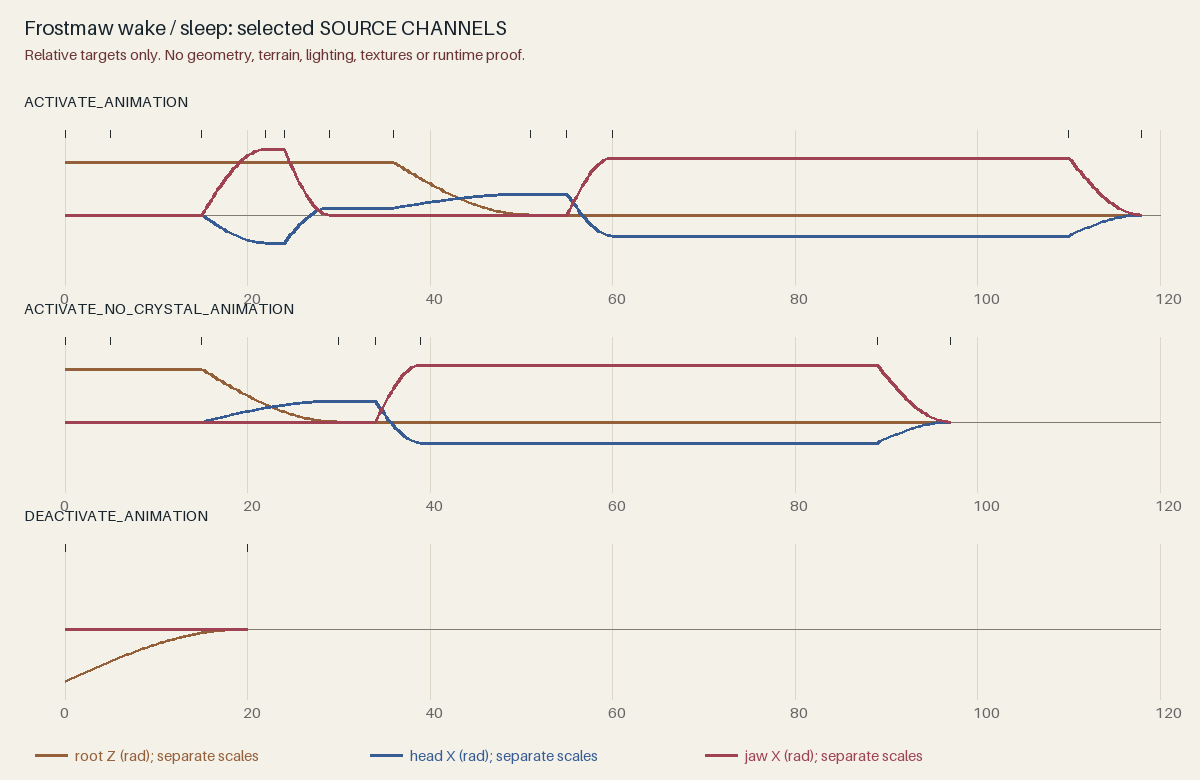 Frostmaw wake / sleep: selected SOURCE CHANNELS
Relative targets only. No geometry, terrain, lighting, textures or runtime proof.
ACTIVATE_ANIMATION
0 20 40 60 80 100 120
ACTIVATE_NO_CRYSTAL_ANIMATION
0 20 40 60 80 100 120
DEACTIVATE_ANIMATION
0 20 40 60 80 100 120
root Z (rad); separate scales head X (rad); separate scales jaw X (rad); separate scales